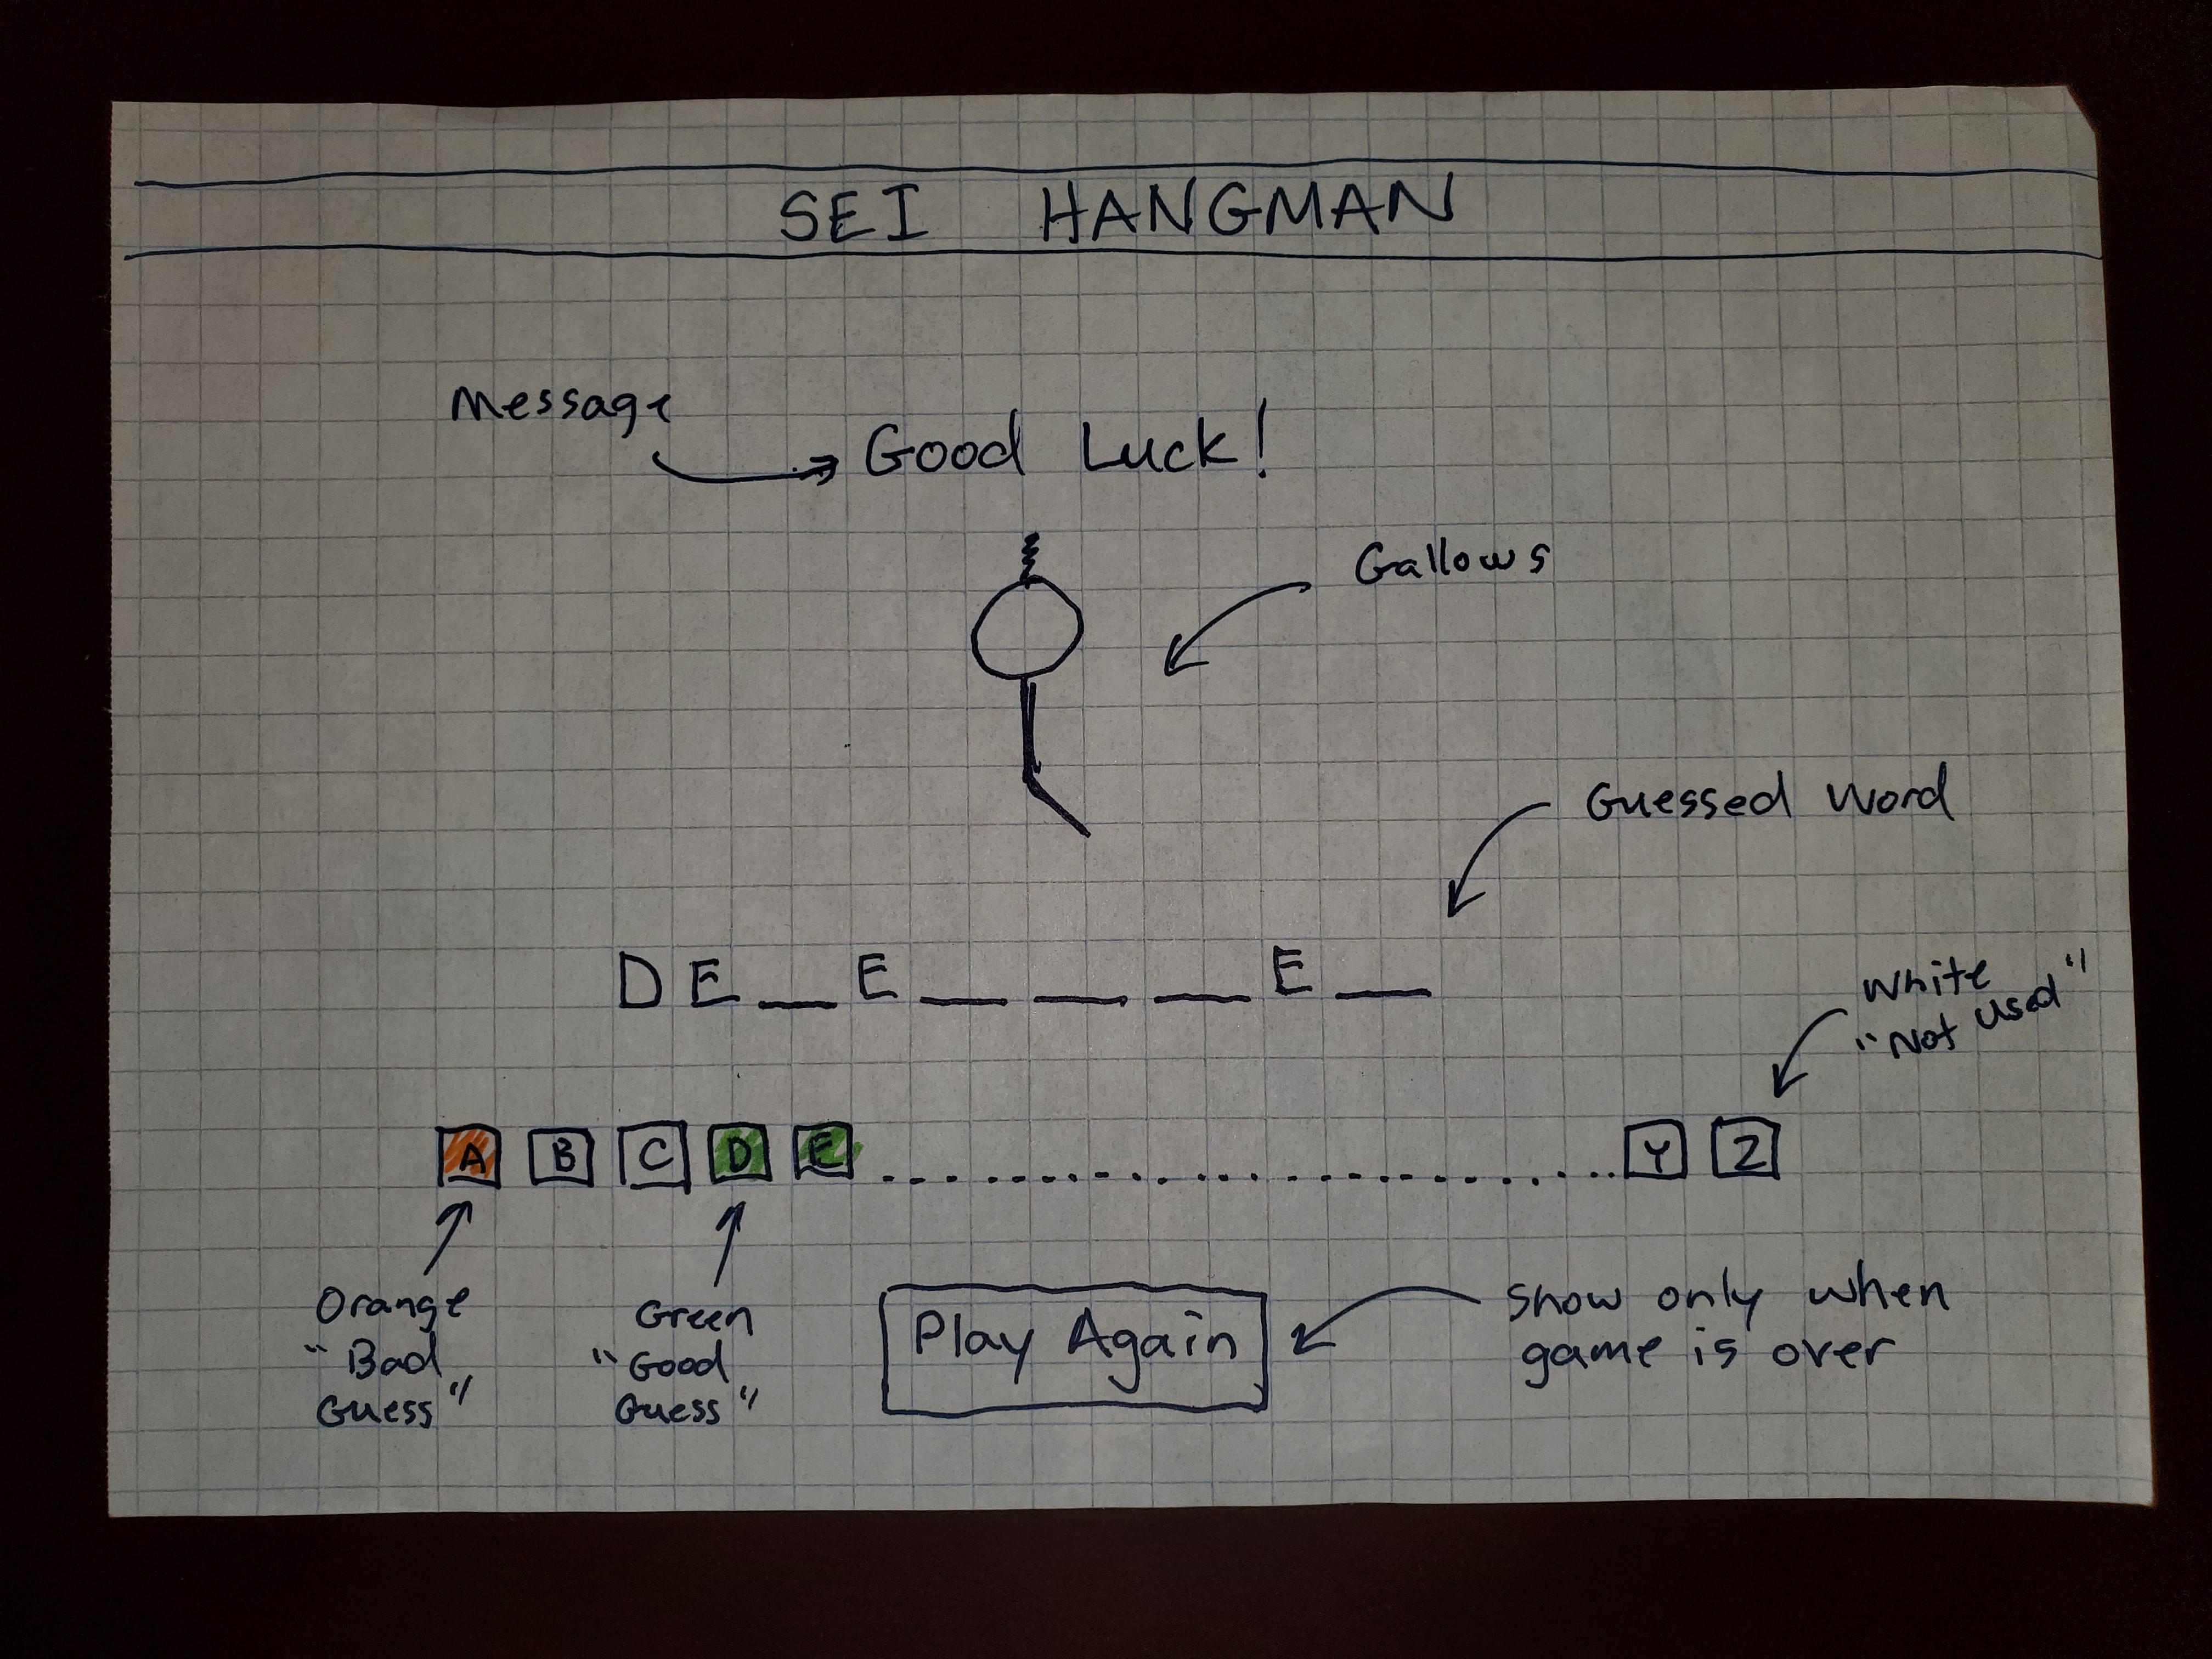 SEI HANGMAN
Message
Good Luck!
Gallows
Guessed Word
D E _ E _ _ _ E _
White
"Not used"
A B C D E . . . . . . . . . . . . . . . . . . . . Y Z
Orange
"Bad
Guess"
Green
"Good
Guess"
Play Again
Show only when
game is over